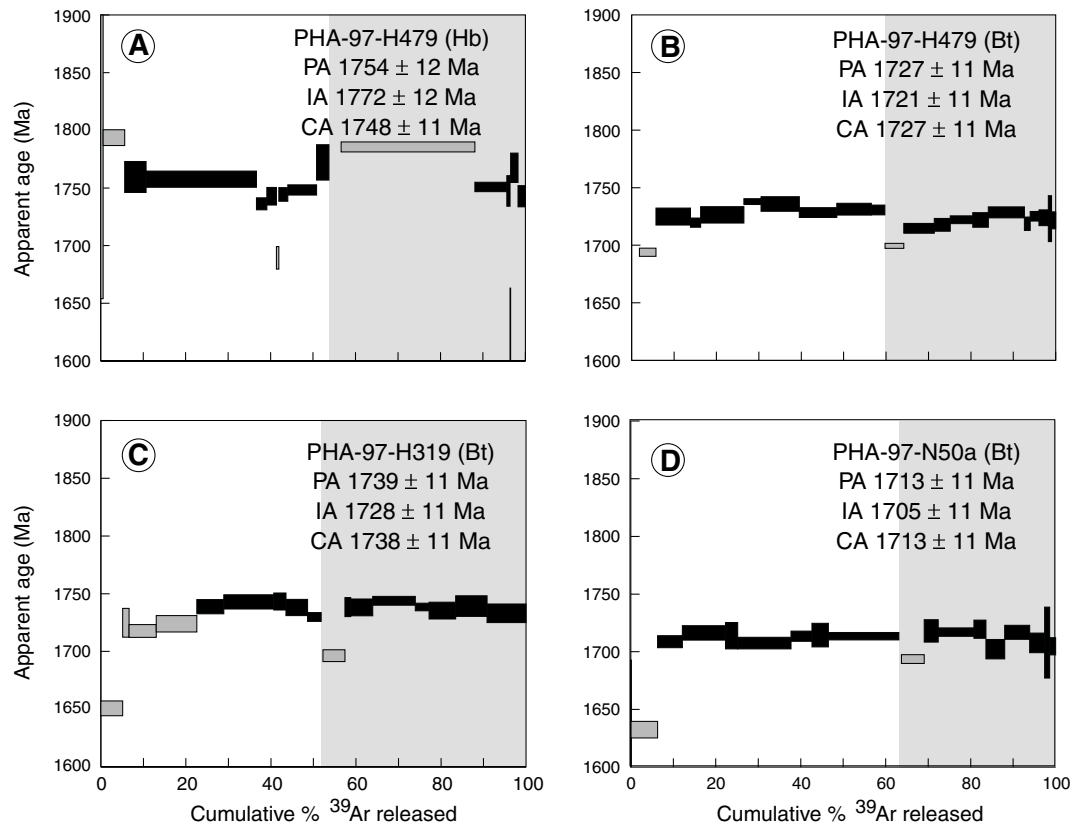 A
PHA-97-H479 (Hb)
PA 1754 ± 12 Ma
IA 1772 ± 12 Ma
CA 1748 ± 11 Ma
Apparent age (Ma)
1900
1850
1800
1750
1700
1650
1600
B
PHA-97-H479 (Bt)
PA 1727 ± 11 Ma
IA 1721 ± 11 Ma
CA 1727 ± 11 Ma
1900
1850
1800
1750
1700
1650
1600
C
PHA-97-H319 (Bt)
PA 1739 ± 11 Ma
IA 1728 ± 11 Ma
CA 1738 ± 11 Ma
Apparent age (Ma)
1900
1850
1800
1750
1700
1650
1600
0 20 40 60 80 100
Cumulative % ³⁹Ar released
D
PHA-97-N50a (Bt)
PA 1713 ± 11 Ma
IA 1705 ± 11 Ma
CA 1713 ± 11 Ma
1900
1850
1800
1750
1700
1650
1600
0 20 40 60 80 100
Cumulative % ³⁹Ar released